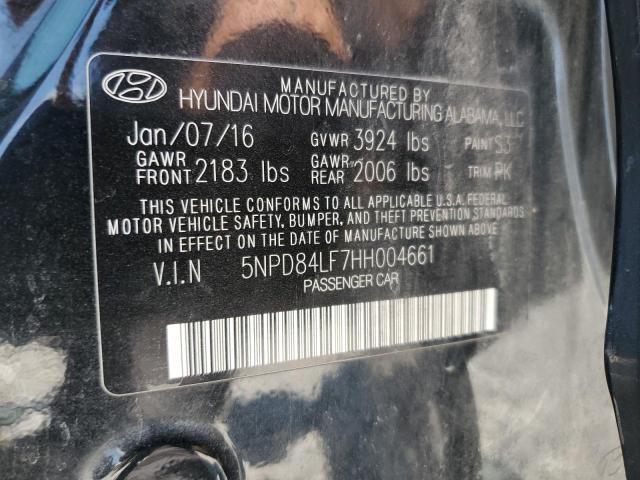 MANUFACTURED BY
HYUNDAI MOTOR MANUFACTURING ALABAMA, LLC
Jan/07/16 GVWR 3924 lbs PAINT S3
GAWR FRONT 2183 lbs GAWR REAR 2006 lbs TRIM PK
THIS VEHICLE CONFORMS TO ALL APPLICABLE U.S.A. FEDERAL
MOTOR VEHICLE SAFETY, BUMPER, AND THEFT PREVENTION STANDARDS
IN EFFECT ON THE DATE OF MANUFACTURE SHOWN ABOVE.
V.I.N 5NPD84LF7HH004661
PASSENGER CAR